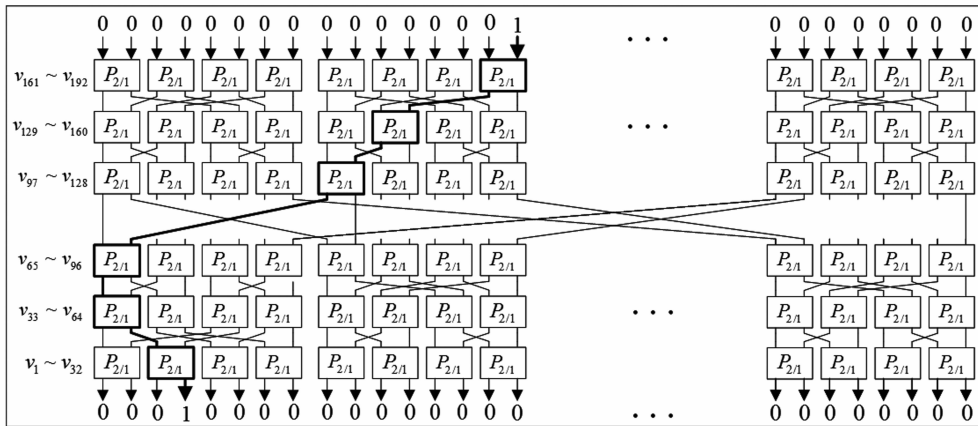 0 0 0 0 0 0 0 0 0 0 0 0 0 0 0 1 . . . 0 0 0 0 0 0 0 0
v161 ~ v192 P2/1 P2/1 P2/1 P2/1 P2/1 P2/1 P2/1 P2/1 P2/1 P2/1 P2/1 P2/1
v129 ~ v160 P2/1 P2/1 P2/1 P2/1 P2/1 P2/1 P2/1 P2/1 . . . P2/1 P2/1 P2/1 P2/1
v97 ~ v128 P2/1 P2/1 P2/1 P2/1 P2/1 P2/1 P2/1 P2/1 P2/1 P2/1 P2/1 P2/1
v65 ~ v96 P2/1 P2/1 P2/1 P2/1 P2/1 P2/1 P2/1 P2/1 P2/1 P2/1 P2/1 P2/1
v33 ~ v64 P2/1 P2/1 P2/1 P2/1 P2/1 P2/1 P2/1 P2/1 . . . P2/1 P2/1 P2/1 P2/1
v1 ~ v32 P2/1 P2/1 P2/1 P2/1 P2/1 P2/1 P2/1 P2/1 P2/1 P2/1 P2/1 P2/1
0 0 0 1 0 0 0 0 0 0 0 0 0 0 0 0 . . . 0 0 0 0 0 0 0 0